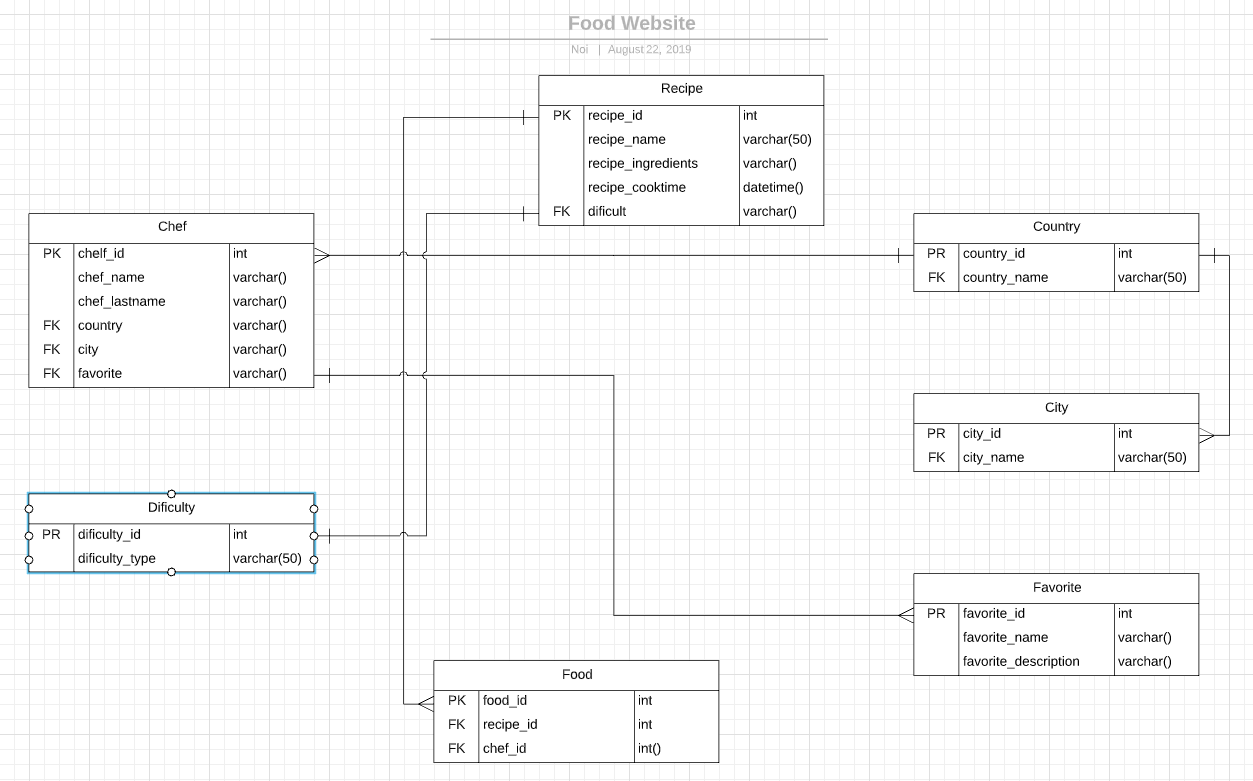 Food Website
Noi | August 22, 2019
Recipe
PK recipe_id int
recipe_name varchar(50)
recipe_ingredients varchar()
recipe_cooktime datetime()
FK dificult varchar()
Chef
PK chelf_id int
chef_name varchar()
chef_lastname varchar()
FK country varchar()
FK city varchar()
FK favorite varchar()
Country
PR country_id int
FK country_name varchar(50)
City
PR city_id int
FK city_name varchar(50)
Dificulty
PR dificulty_id int
dificulty_type varchar(50)
Favorite
PR favorite_id int
favorite_name varchar()
favorite_description varchar()
Food
PK food_id int
FK recipe_id int
FK chef_id int()